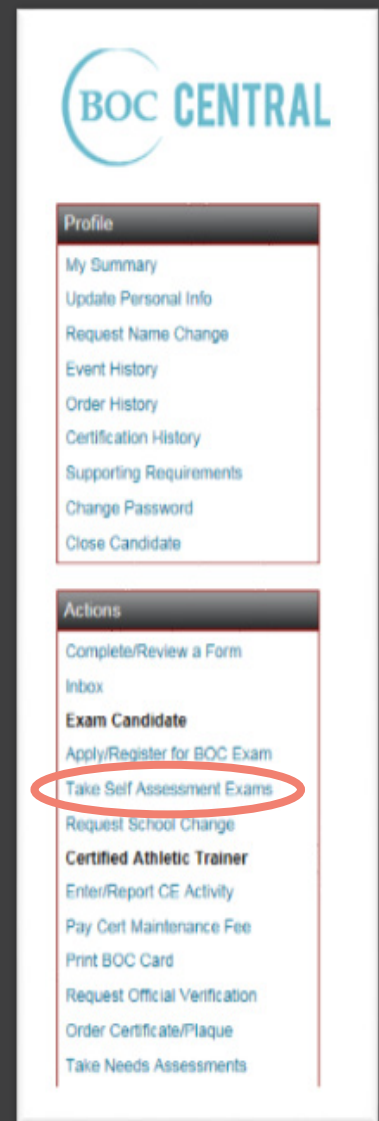 BOC CENTRAL
Profile
My Summary
Update Personal Info
Request Name Change
Event History
Order History
Certification History
Supporting Requirements
Change Password
Close Candidate
Actions
Complete/Review a Form
Inbox
Exam Candidate
Apply/Register for BOC Exam
Take Self Assessment Exams
Request School Change
Certified Athletic Trainer
Enter/Report CE Activity
Pay Cert Maintenance Fee
Print BOC Card
Request Official Verification
Order Certificate/Plaque
Take Needs Assessments